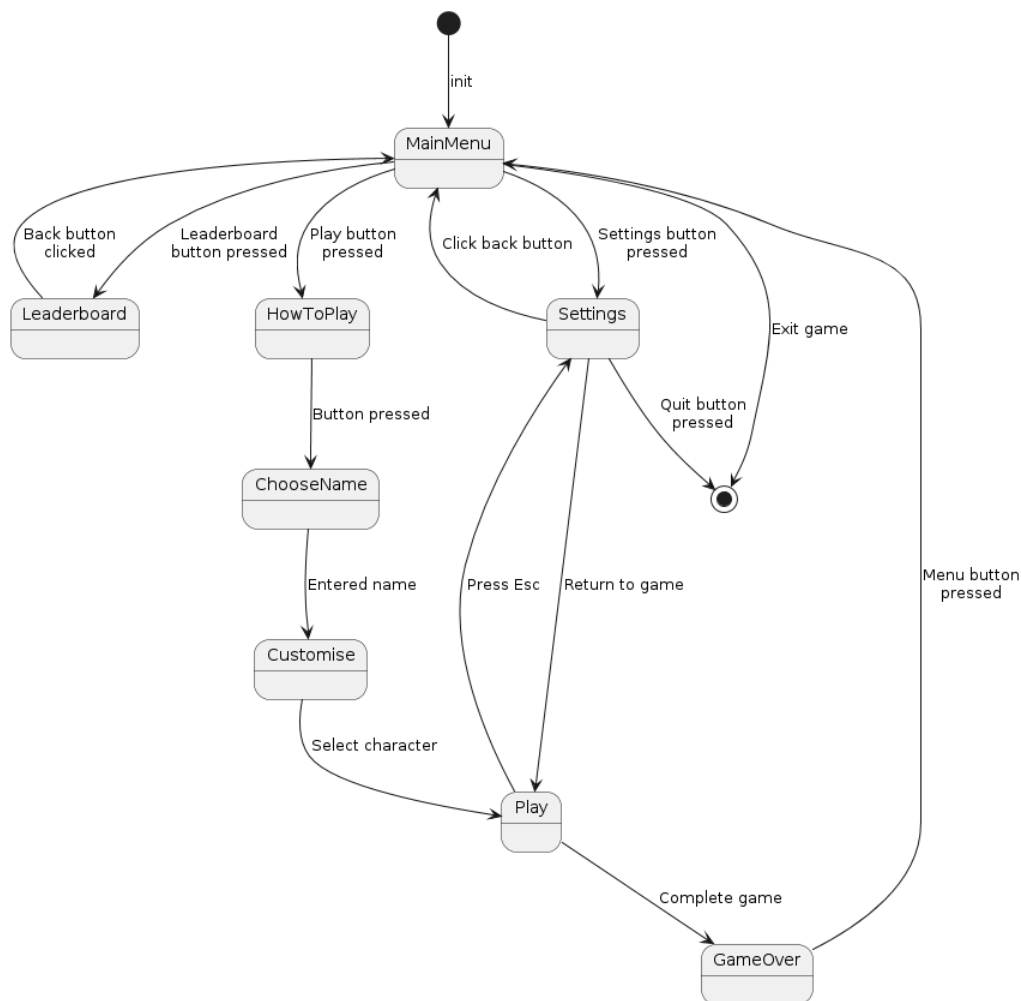 init
MainMenu
Back button
clicked
Leaderboard
button pressed
Play button
pressed
Click back button
Settings button
pressed
Leaderboard
HowToPlay
Settings
Exit game
Button pressed
Quit button
pressed
ChooseName
Entered name
Press Esc
Return to game
Menu button
pressed
Customise
Select character
Play
Complete game
GameOver